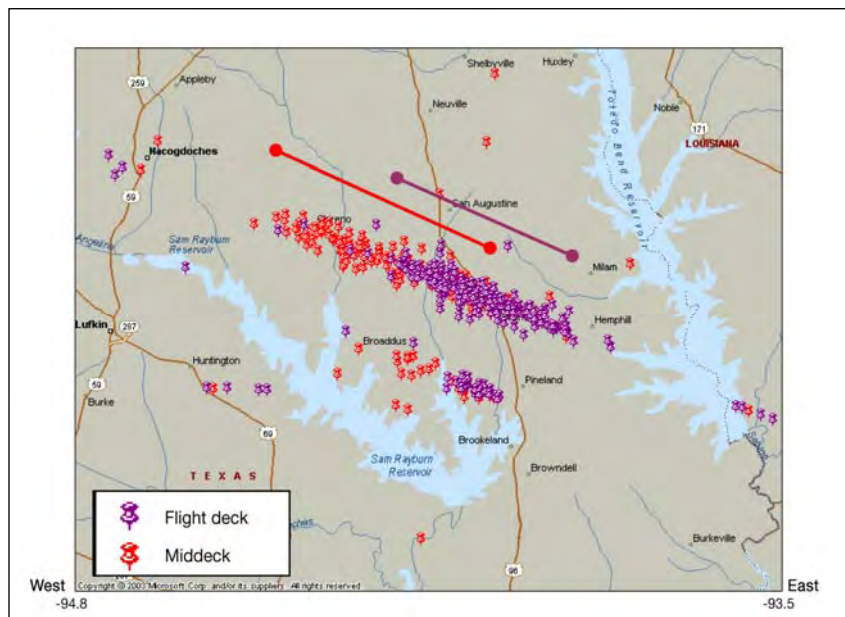 Shelbyville
Huxley
259
Appleby
Noble
Neuville
171
LOUISIANA
Toledo Bend Reservoir
Nacogdoches
59
San Augustine
Chireno
Angelina
Sam Rayburn
Reservoir
Milam
Hemphill
Lufkin
287
Broaddus
Huntington
59
Burke
Pineland
69
Brookeland
Sam Rayburn
Reservoir
TEXAS
Browndell
Flight deck
Middeck
Burkeville
96
West
East
Copyright © 2003 Microsoft Corp. and/or its suppliers. All rights reserved.
-94.8
-93.5